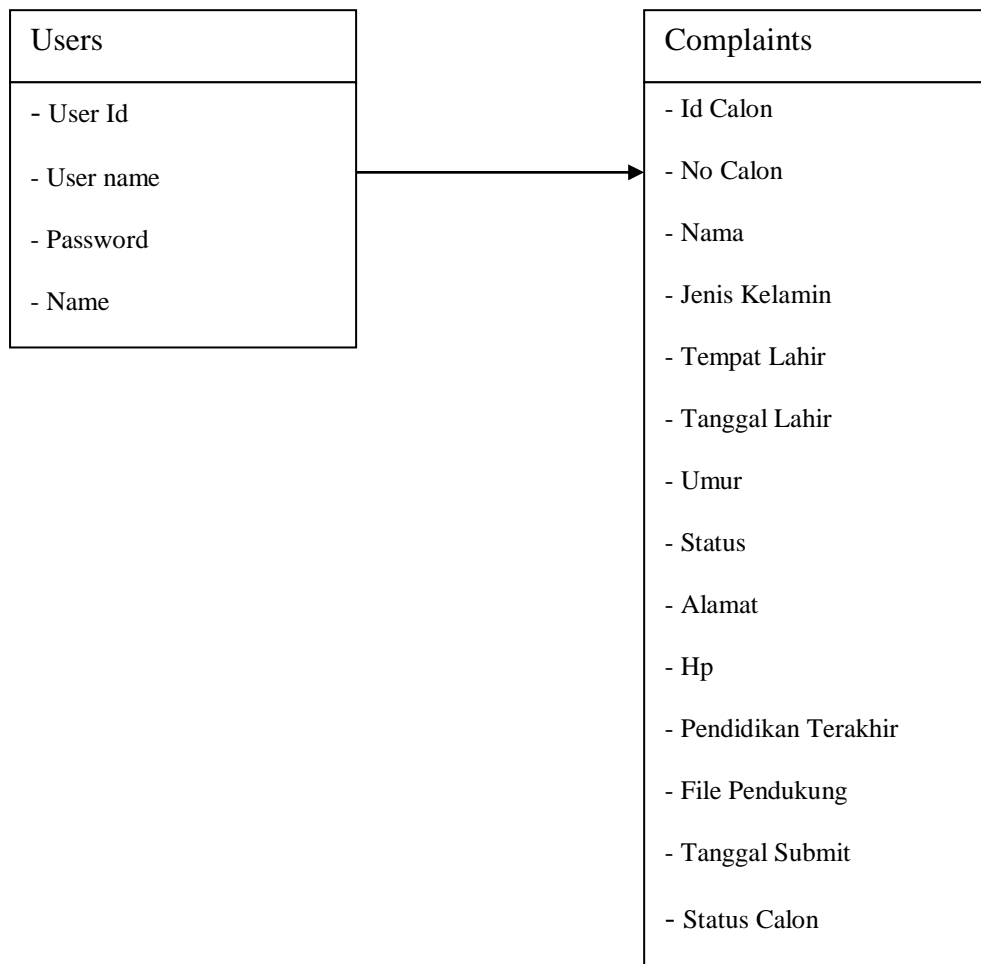 Users
- User Id
- User name
- Password
- Name
Complaints
- Id Calon
- No Calon
- Nama
- Jenis Kelamin
- Tempat Lahir
- Tanggal Lahir
- Umur
- Status
- Alamat
- Hp
- Pendidikan Terakhir
- File Pendukung
- Tanggal Submit
- Status Calon